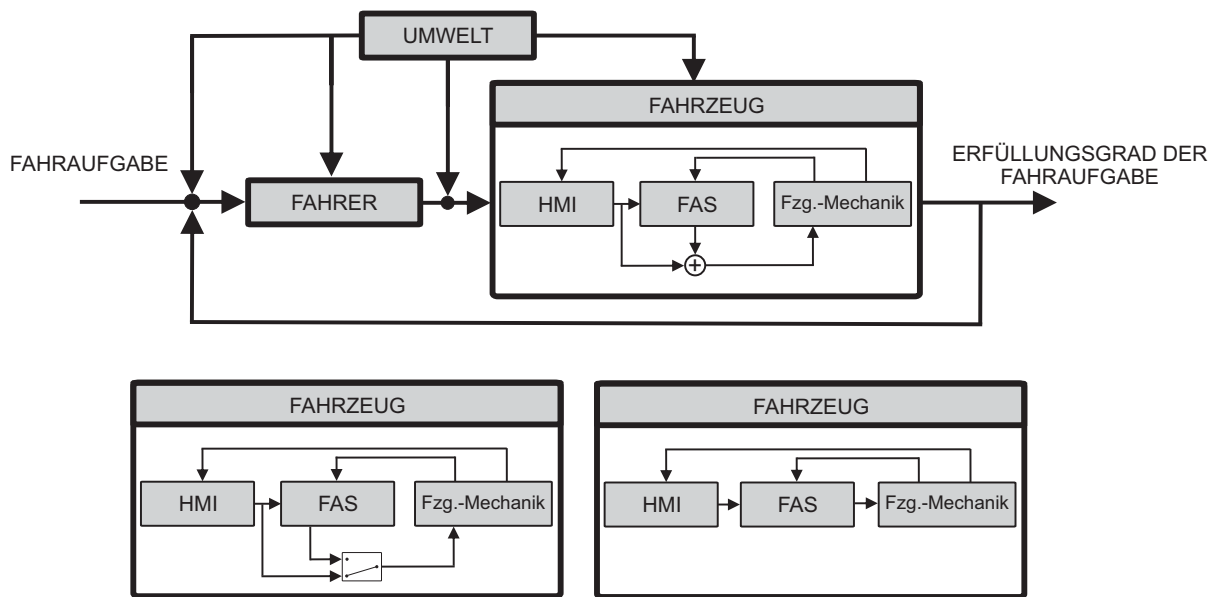 UMWELT
FAHRZEUG
FAHRAUFGABE
ERFÜLLUNGSGRAD DER
FAHRAUFGABE
FAHRER
HMI
FAS
Fzg.-Mechanik
FAHRZEUG
HMI
FAS
Fzg.-Mechanik
FAHRZEUG
HMI
FAS
Fzg.-Mechanik